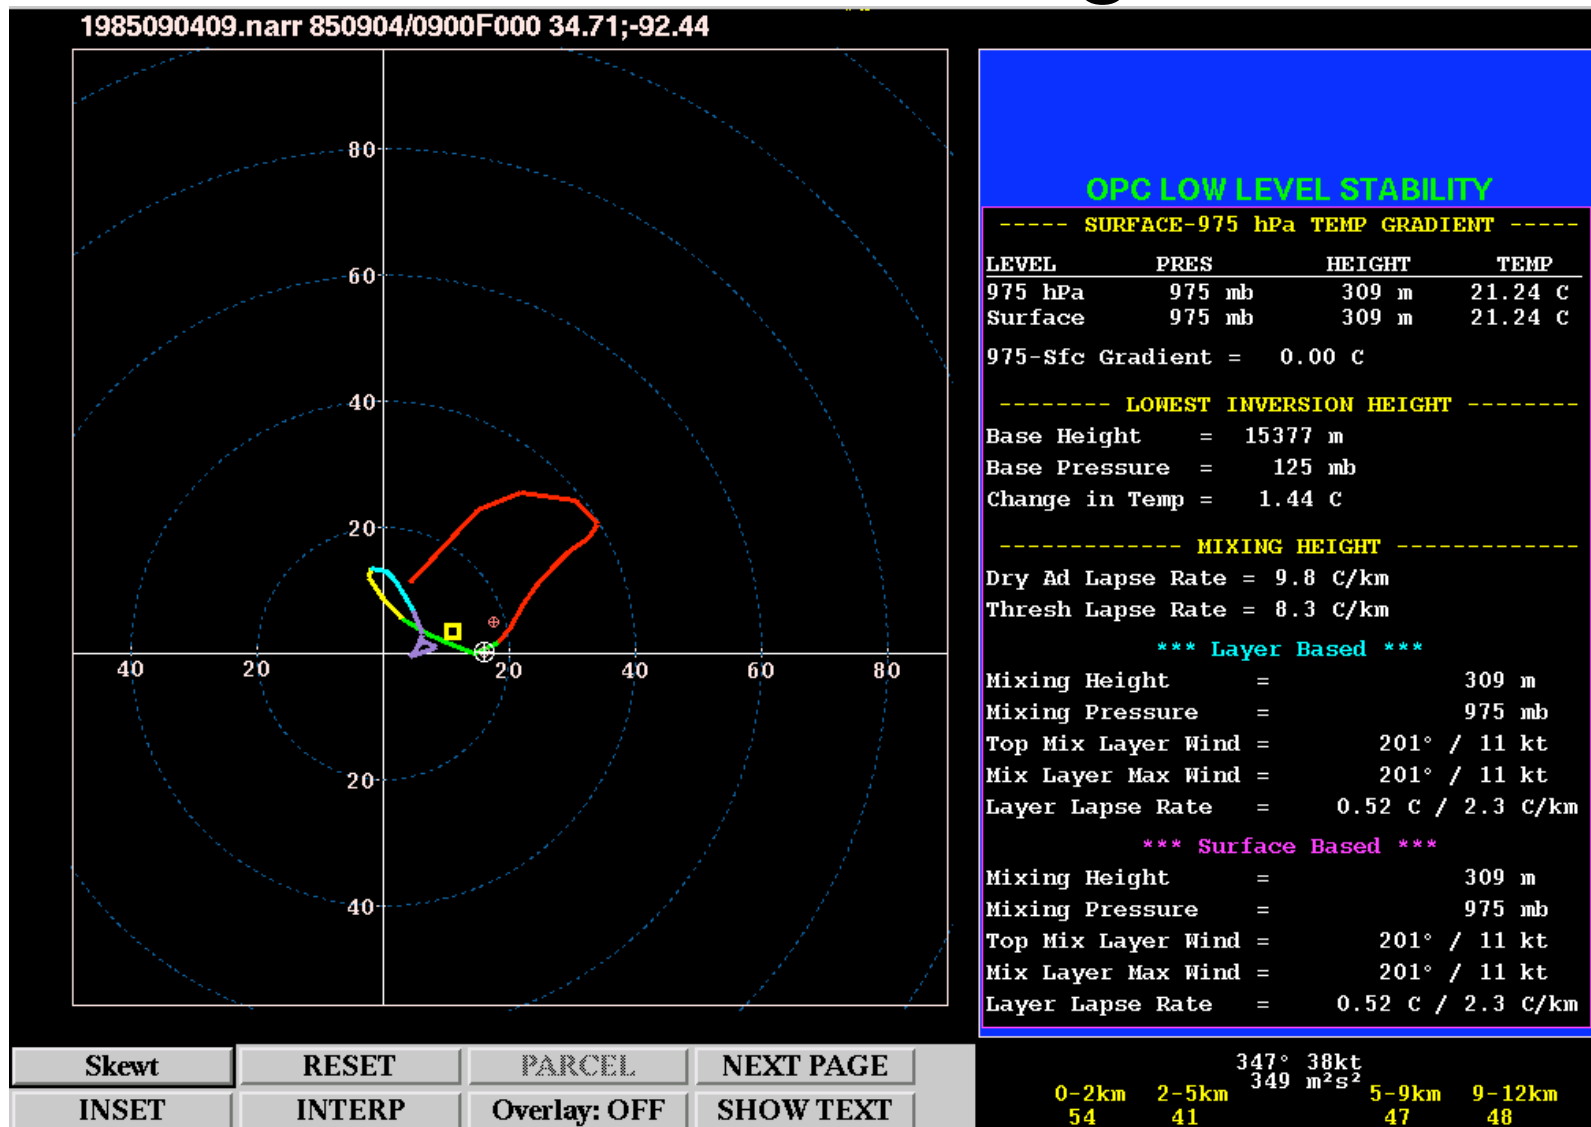 1985090409.narr 850904/0900F000 34.71;-92.44
80
60
40
20
40 20 20 40 60 80
20
40
OPC LOW LEVEL STABILITY
----- SURFACE-975 hPa TEMP GRADIENT -----
LEVEL PRES HEIGHT TEMP
975 hPa 975 mb 309 m 21.24 C
Surface 975 mb 309 m 21.24 C
975-Sfc Gradient = 0.00 C
-------- LOWEST INVERSION HEIGHT --------
Base Height = 15377 m
Base Pressure = 125 mb
Change in Temp = 1.44 C
------------- MIXING HEIGHT -------------
Dry Ad Lapse Rate = 9.8 C/km
Thresh Lapse Rate = 8.3 C/km
*** Layer Based ***
Mixing Height = 309 m
Mixing Pressure = 975 mb
Top Mix Layer Wind = 201° / 11 kt
Mix Layer Max Wind = 201° / 11 kt
Layer Lapse Rate = 0.52 C / 2.3 C/km
*** Surface Based ***
Mixing Height = 309 m
Mixing Pressure = 975 mb
Top Mix Layer Wind = 201° / 11 kt
Mix Layer Max Wind = 201° / 11 kt
Layer Lapse Rate = 0.52 C / 2.3 C/km
Skewt RESET PARCEL NEXT PAGE
INSET INTERP Overlay: OFF SHOW TEXT
347° 38kt
349 m²s²
0-2km 2-5km 5-9km 9-12km
54 41 47 48